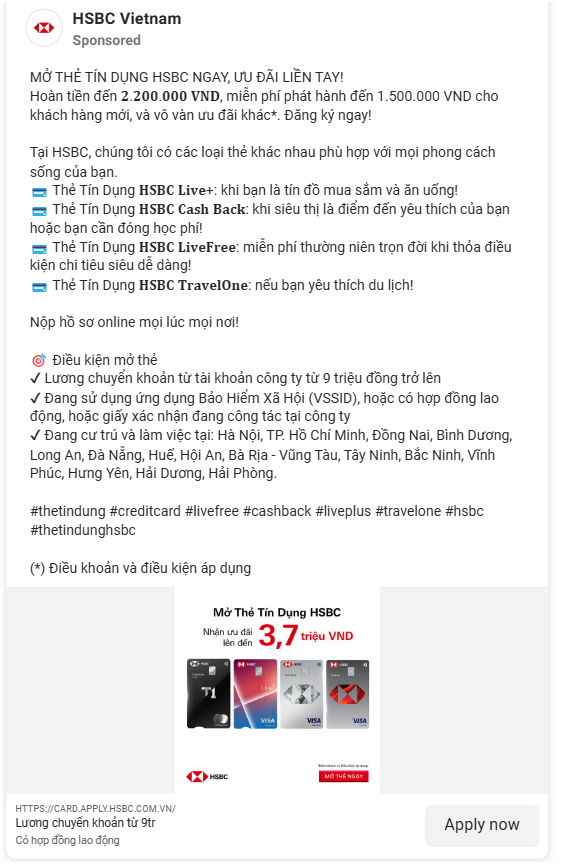 HSBC Vietnam
Sponsored
MỞ THẺ TÍN DỤNG HSBC NGAY, ƯU ĐÃI LIỀN TAY!
Hoàn tiền đến 2.200.000 VND, miễn phí phát hành đến 1.500.000 VND cho
khách hàng mới, và vô vàn ưu đãi khác*. Đăng ký ngay!
Tại HSBC, chúng tôi có các loại thẻ khác nhau phù hợp với mọi phong cách
sống của bạn.
💳 Thẻ Tín Dụng HSBC Live+: khi bạn là tín đồ mua sắm và ăn uống!
💳 Thẻ Tín Dụng HSBC Cash Back: khi siêu thị là điểm đến yêu thích của bạn
hoặc bạn cần đóng học phí!
💳 Thẻ Tín Dụng HSBC LiveFree: miễn phí thường niên trọn đời khi thỏa điều
kiện chi tiêu siêu dễ dàng!
💳 Thẻ Tín Dụng HSBC TravelOne: nếu bạn yêu thích du lịch!
Nộp hồ sơ online mọi lúc mọi nơi!
🎯 Điều kiện mở thẻ
✔ Lương chuyển khoản từ tài khoản công ty từ 9 triệu đồng trở lên
✔ Đang sử dụng ứng dụng Bảo Hiểm Xã Hội (VSSID), hoặc có hợp đồng lao
động, hoặc giấy xác nhận đang công tác tại công ty
✔ Đang cư trú và làm việc tại: Hà Nội, TP. Hồ Chí Minh, Đồng Nai, Bình Dương,
Long An, Đà Nẵng, Huế, Hội An, Bà Rịa - Vũng Tàu, Tây Ninh, Bắc Ninh, Vĩnh
Phúc, Hưng Yên, Hải Dương, Hải Phòng.
#thetindung #creditcard #livefree #cashback #liveplus #travelone #hsbc
#thetindunghsbc
(*) Điều khoản và điều kiện áp dụng
Mở Thẻ Tín Dụng HSBC
Nhận ưu đãi
lên đến 3,7 triệu VND
HSBC HSBC HSBC HSBC
T1
VISA VISA VISA
HSBC
MỞ THẺ NGAY
HTTPS://CARD.APPLY.HSBC.COM.VN/
Lương chuyển khoản từ 9tr
Có hợp đồng lao động
Apply now